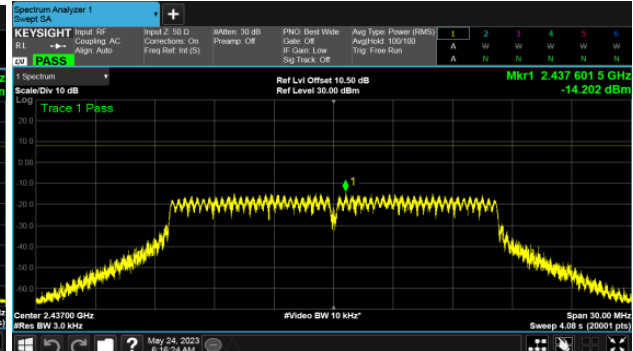 Spectrum Analyzer 1
Swept SA
+
KEYSIGHT Input: RF Input Z: 50 Ω #Atten: 30 dB PNO: Best Wide Avg Type: Power (RMS) 1 2 3 4 5 6
RL Coupling: AC Corrections: On Preamp: Off Gate: Off Avg|Hold: 100/100 A W W W W W
Align: Auto Freq Ref: Int (S) IF Gain: Low Trig: Free Run
LXI PASS Sig Track: Off A N N N N N
1 Spectrum Ref Lvl Offset 10.50 dB Mkr1 2.437 601 5 GHz
Scale/Div 10 dB Ref Level 30.00 dBm -14.202 dBm
Log
Trace 1 Pass
20.0
10.0
0.00
-10.0
1
-20.0
-30.0
-40.0
-50.0
-60.0
Center 2.43700 GHz #Video BW 10 kHz* Span 30.00 MHz
#Res BW 3.0 kHz Sweep 4.08 s (20001 pts)
? May 24, 2023
6:16:24 AM